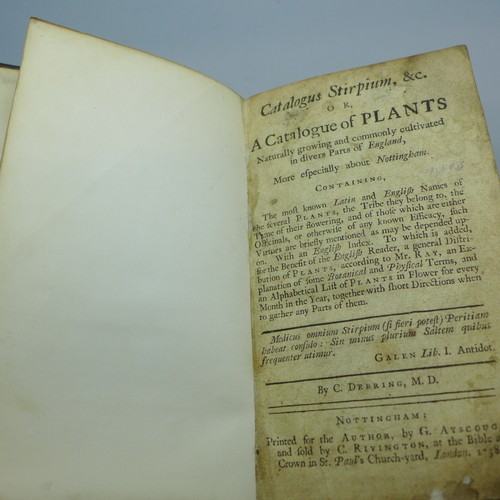 Catalogus Stirpium, &c.
OR,
A Catalogue of PLANTS
Naturally growing and commonly cultivated
in divers Parts of England,
More especially about Nottingham.
CONTAINING,
The most known Latin and English Names of
the several PLANTS, the Tribe they belong to, the
Time of their flowering, and of those which are either
Officinals, or otherwise of any known Efficacy, such
Virtues are briefly mentioned as may be depended up-
on. With an English Index. To which is added,
for the Benefit of the English Reader, a general Distri-
bution of PLANTS, according to Mr. RAY, an Ex-
planation of some Botanical and Physical Terms, and
an Alphabetical List of PLANTS in Flower for every
Month in the Year, together with short Directions when
to gather any Parts of them.
Medicus omnium Stirpium (si fieri potest) Peritiam
habeat consulo: Sin minus plurium Saltem quibus
frequenter utimur. GALEN Lib. I. Antidot.
By C. DEERING, M. D.
NOTTINGHAM:
Printed for the AUTHOR, by G. AYSCOUG
and sold by C. RIVINGTON, at the Bible a
Crown in St. Paul's Church-yard, London. 1738